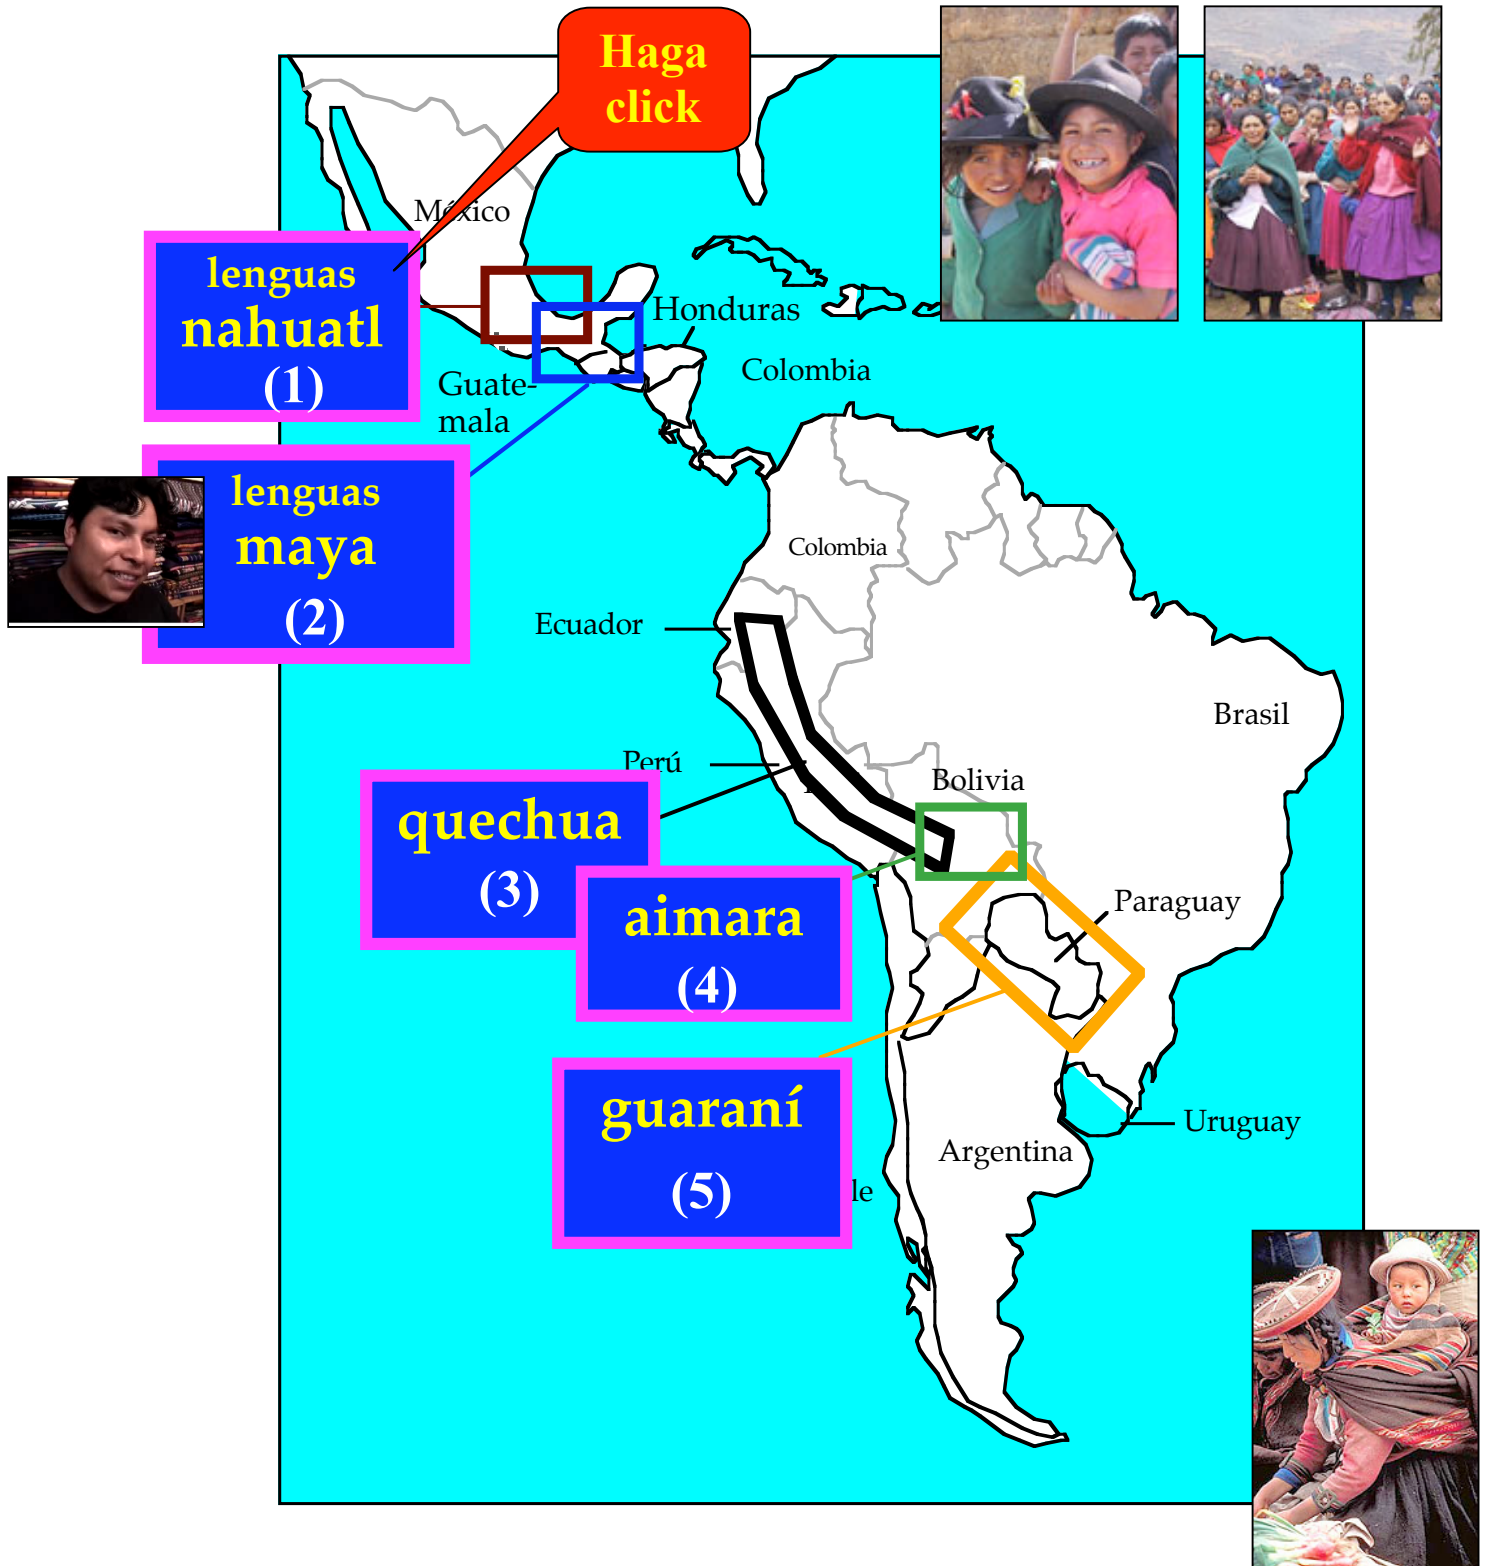 Haga
click
México
lenguas
nahuatl
(1)
Honduras
Guate-
mala
Colombia
lenguas
maya
(2)
Colombia
Ecuador
Brasil
Perú
Bolivia
quechua
(3)
aimara
(4)
Paraguay
guaraní
(5)
Uruguay
Argentina
le